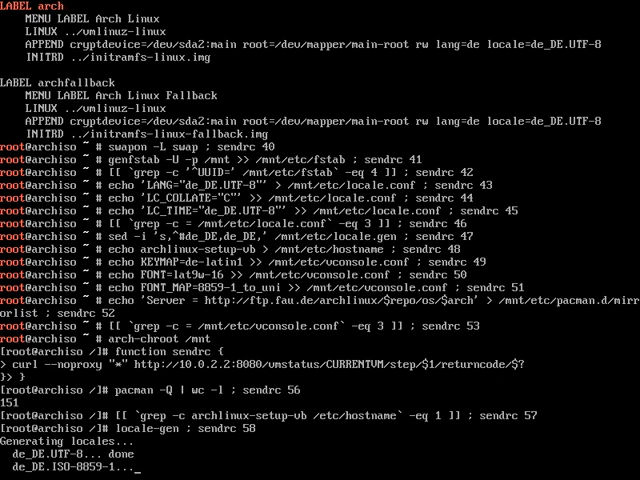 LABEL arch
MENU LABEL Arch Linux
LINUX ../vmlinuz-linux
APPEND cryptdevice=/dev/sda2:main root=/dev/mapper/main-root rw lang=de locale=de_DE.UTF-8
INITRD ../initramfs-linux.img
LABEL archfallback
MENU LABEL Arch Linux Fallback
LINUX ../vmlinuz-linux
APPEND cryptdevice=/dev/sda2:main root=/dev/mapper/main-root rw lang=de locale=de_DE.UTF-8
INITRD ../initramfs-linux-fallback.img
root@archiso ~ # swapon -L swap ; sendrc 40
root@archiso ~ # genfstab -U -p /mnt >> /mnt/etc/fstab ; sendrc 41
root@archiso ~ # [[ `grep -c '^UUID=' /mnt/etc/fstab` -eq 4 ]] ; sendrc 42
root@archiso ~ # echo 'LANG="de_DE.UTF-8"' > /mnt/etc/locale.conf ; sendrc 43
root@archiso ~ # echo 'LC_COLLATE="C"' >> /mnt/etc/locale.conf ; sendrc 44
root@archiso ~ # echo 'LC_TIME="de_DE.UTF-8"' >> /mnt/etc/locale.conf ; sendrc 45
root@archiso ~ # [[ `grep -c = /mnt/etc/locale.conf` -eq 3 ]] ; sendrc 46
root@archiso ~ # sed -i 's,^#de_DE,de_DE,' /mnt/etc/locale.gen ; sendrc 47
root@archiso ~ # echo archlinux-setup-vb > /mnt/etc/hostname ; sendrc 48
root@archiso ~ # echo KEYMAP=de-latin1 >> /mnt/etc/vconsole.conf ; sendrc 49
root@archiso ~ # echo FONT=lat9w-16 >> /mnt/etc/vconsole.conf ; sendrc 50
root@archiso ~ # echo FONT_MAP=8859-1_to_uni >> /mnt/etc/vconsole.conf ; sendrc 51
root@archiso ~ # echo 'Server = http://ftp.fau.de/archlinux/$repo/os/$arch' > /mnt/etc/pacman.d/mirr
orlist ; sendrc 52
root@archiso ~ # [[ `grep -c = /mnt/etc/vconsole.conf` -eq 3 ]] ; sendrc 53
root@archiso ~ # arch-chroot /mnt
[root@archiso /]# function sendrc {
> curl --noproxy "*" http://10.0.2.2:8080/vmstatus/CURRENTVM/step/$1/returncode/$?
}> }
[root@archiso /]# pacman -Q | wc -l ; sendrc 56
151
[root@archiso /]# [[ `grep -c archlinux-setup-vb /etc/hostname` -eq 1 ]] ; sendrc 57
[root@archiso /]# locale-gen ; sendrc 58
Generating locales...
de_DE.UTF-8... done
de_DE.ISO-8859-1..._